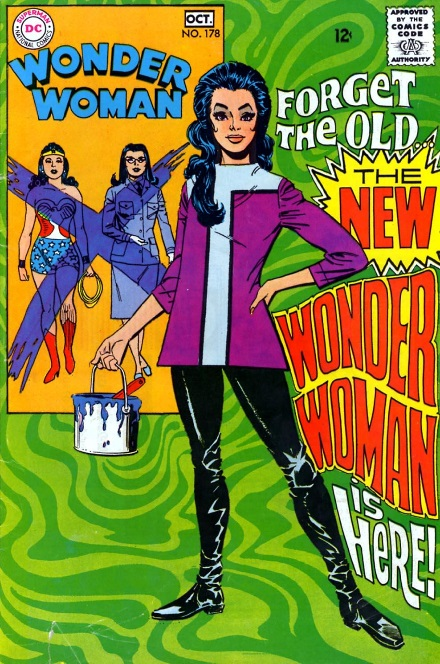 SUPERMAN
DC
NATIONAL COMICS
OCT.
NO. 178
12¢
APPROVED
BY THE
COMICS
CODE
CA
AUTHORITY
WONDER
WOMAN
FORGET
THE OLD...
THE
NEW
WONDER
WOMAN
is
HERE!